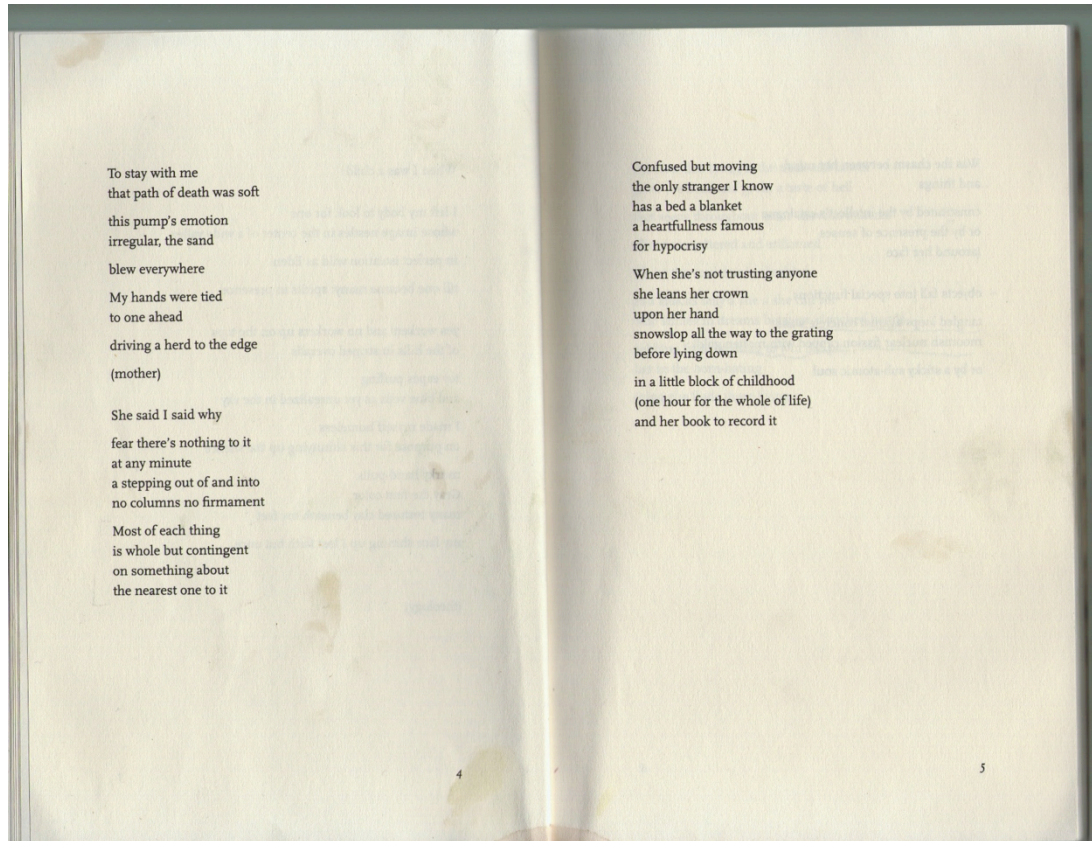 To stay with me
that path of death was soft
this pump's emotion
irregular, the sand
blew everywhere
My hands were tied
to one ahead
driving a herd to the edge
(mother)
She said I said why
fear there's nothing to it
at any minute
a stepping out of and into
no columns no firmament
Most of each thing
is whole but contingent
on something about
the nearest one to it
4
Confused but moving
the only stranger I know
has a bed a blanket
a heartfullness famous
for hypocrisy
When she's not trusting anyone
she leans her crown
upon her hand
snowslop all the way to the grating
before lying down
in a little block of childhood
(one hour for the whole of life)
and her book to record it
5